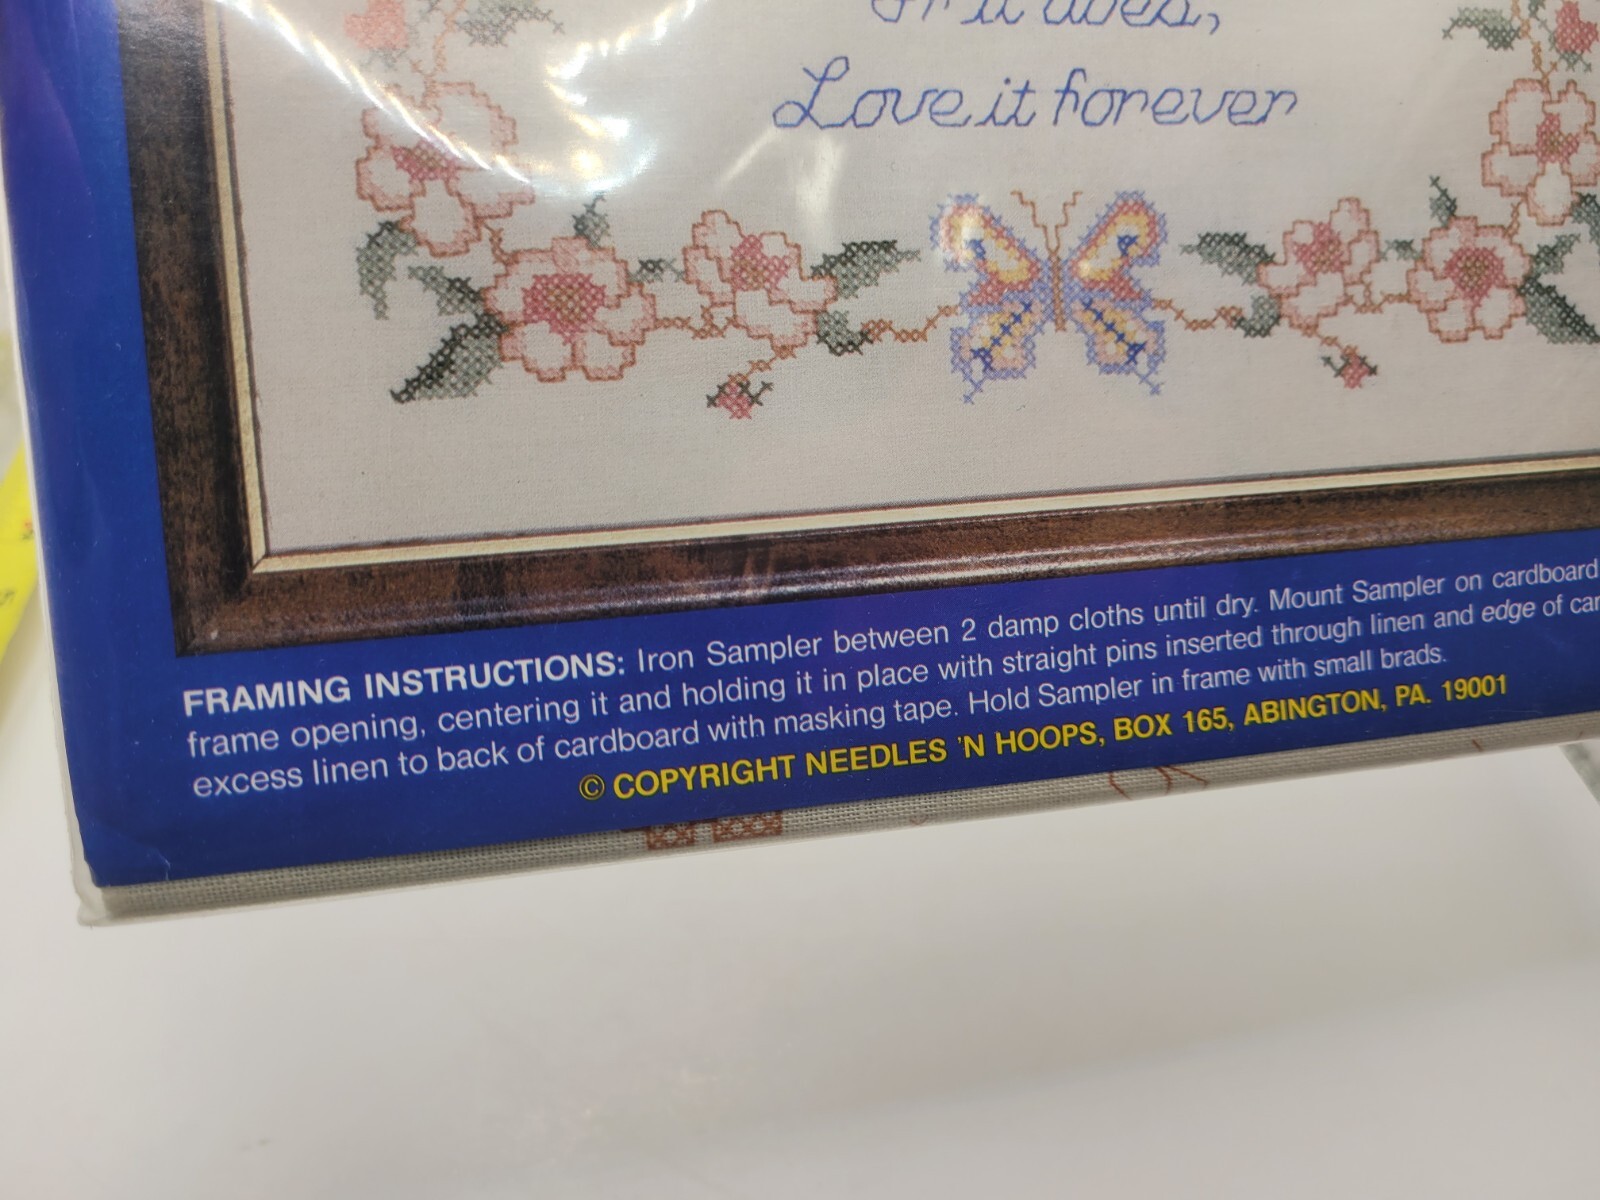 it does,
Love it forever
FRAMING INSTRUCTIONS: Iron Sampler between 2 damp cloths until dry. Mount Sampler on cardboard
frame opening, centering it and holding it in place with straight pins inserted through linen and edge of
excess linen to back of cardboard with masking tape. Hold Sampler in frame with small brads.
© COPYRIGHT NEEDLES 'N HOOPS, BOX 165, ABINGTON, PA. 19001